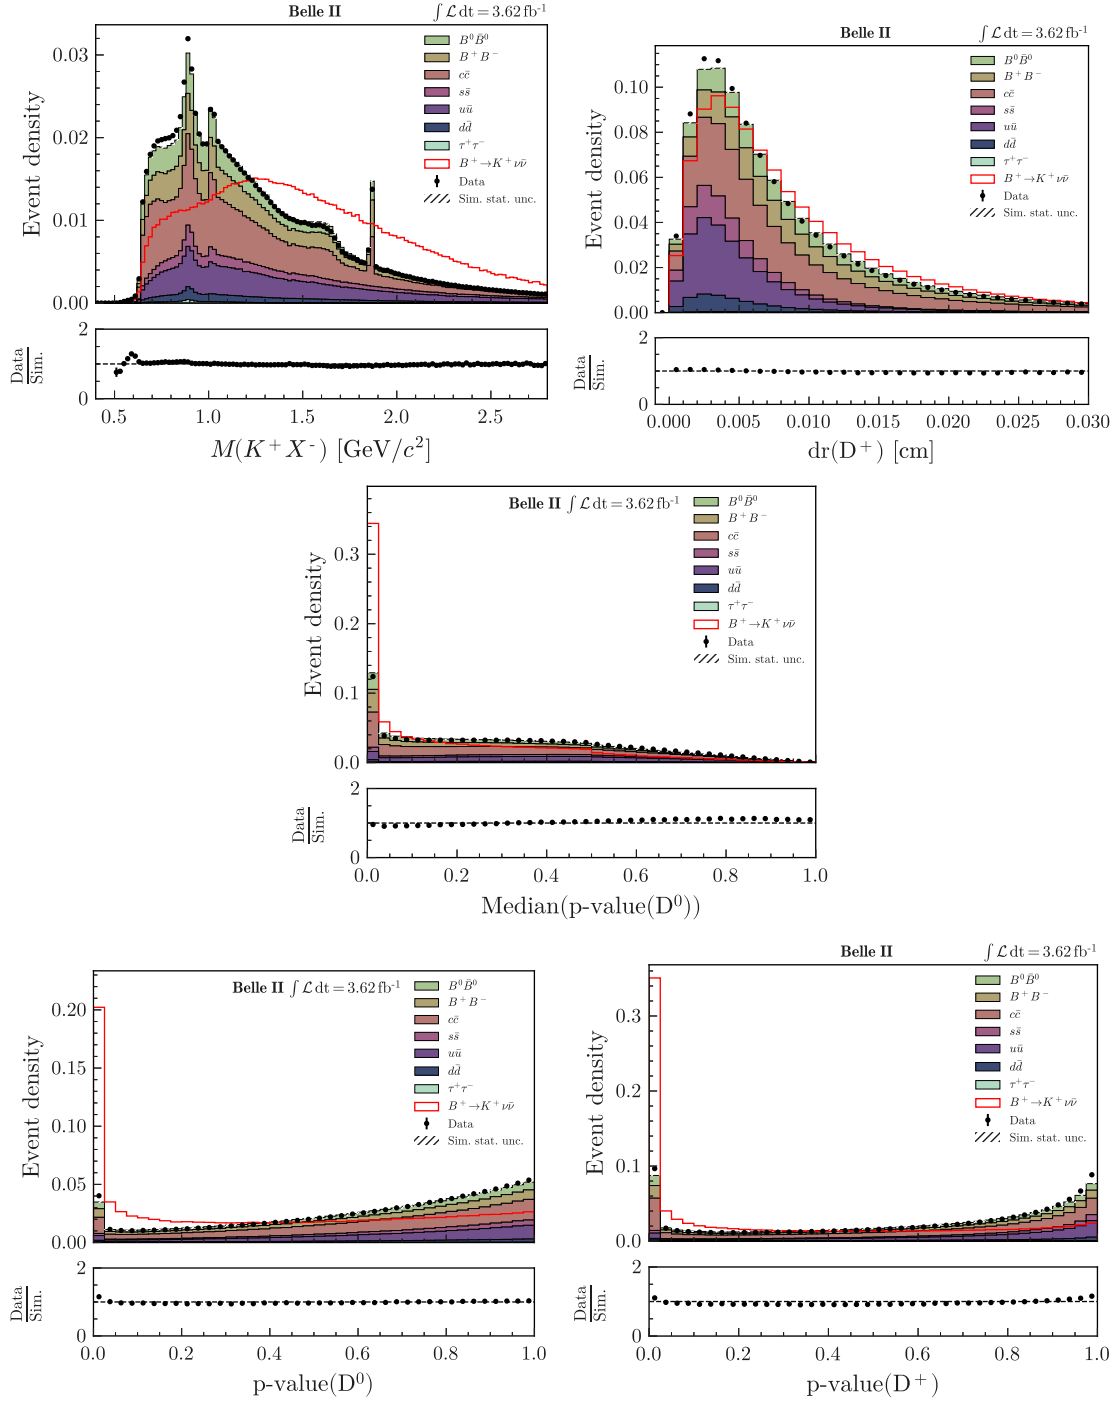 Belle II ∫ 𝓛 dt = 3.62 fb⁻¹
Event density
0.03
0.02
0.01
0.00
B⁰B̄⁰
B⁺B⁻
cc̄
ss̄
uū
dd̄
τ⁺τ⁻
B⁺→K⁺νν̄
Data
Sim. stat. unc.
Data
Sim.
2
1
0
0.5 1.0 1.5 2.0 2.5
M(K⁺X⁻) [GeV/c²]
Belle II ∫ 𝓛 dt = 3.62 fb⁻¹
Event density
0.10
0.08
0.06
0.04
0.02
0.00
B⁰B̄⁰
B⁺B⁻
cc̄
ss̄
uū
dd̄
τ⁺τ⁻
B⁺→K⁺νν̄
Data
Sim. stat. unc.
Data
Sim.
2
1
0
0.000 0.005 0.010 0.015 0.020 0.025 0.030
dr(D⁺) [cm]
Belle II ∫ 𝓛 dt = 3.62 fb⁻¹
Event density
0.3
0.2
0.1
0.0
B⁰B̄⁰
B⁺B⁻
cc̄
ss̄
uū
dd̄
τ⁺τ⁻
B⁺→K⁺νν̄
Data
Sim. stat. unc.
Data
Sim.
2
1
0
0.0 0.2 0.4 0.6 0.8 1.0
Median(p-value(D⁰))
Belle II ∫ 𝓛 dt = 3.62 fb⁻¹
Event density
0.20
0.15
0.10
0.05
0.00
B⁰B̄⁰
B⁺B⁻
cc̄
ss̄
uū
dd̄
τ⁺τ⁻
B⁺→K⁺νν̄
Data
Sim. stat. unc.
Data
Sim.
2
1
0
0.0 0.2 0.4 0.6 0.8 1.0
p-value(D⁰)
Belle II ∫ 𝓛 dt = 3.62 fb⁻¹
Event density
0.3
0.2
0.1
0.0
B⁰B̄⁰
B⁺B⁻
cc̄
ss̄
uū
dd̄
τ⁺τ⁻
B⁺→K⁺νν̄
Data
Sim. stat. unc.
Data
Sim.
2
1
0
0.0 0.2 0.4 0.6 0.8 1.0
p-value(D⁺)